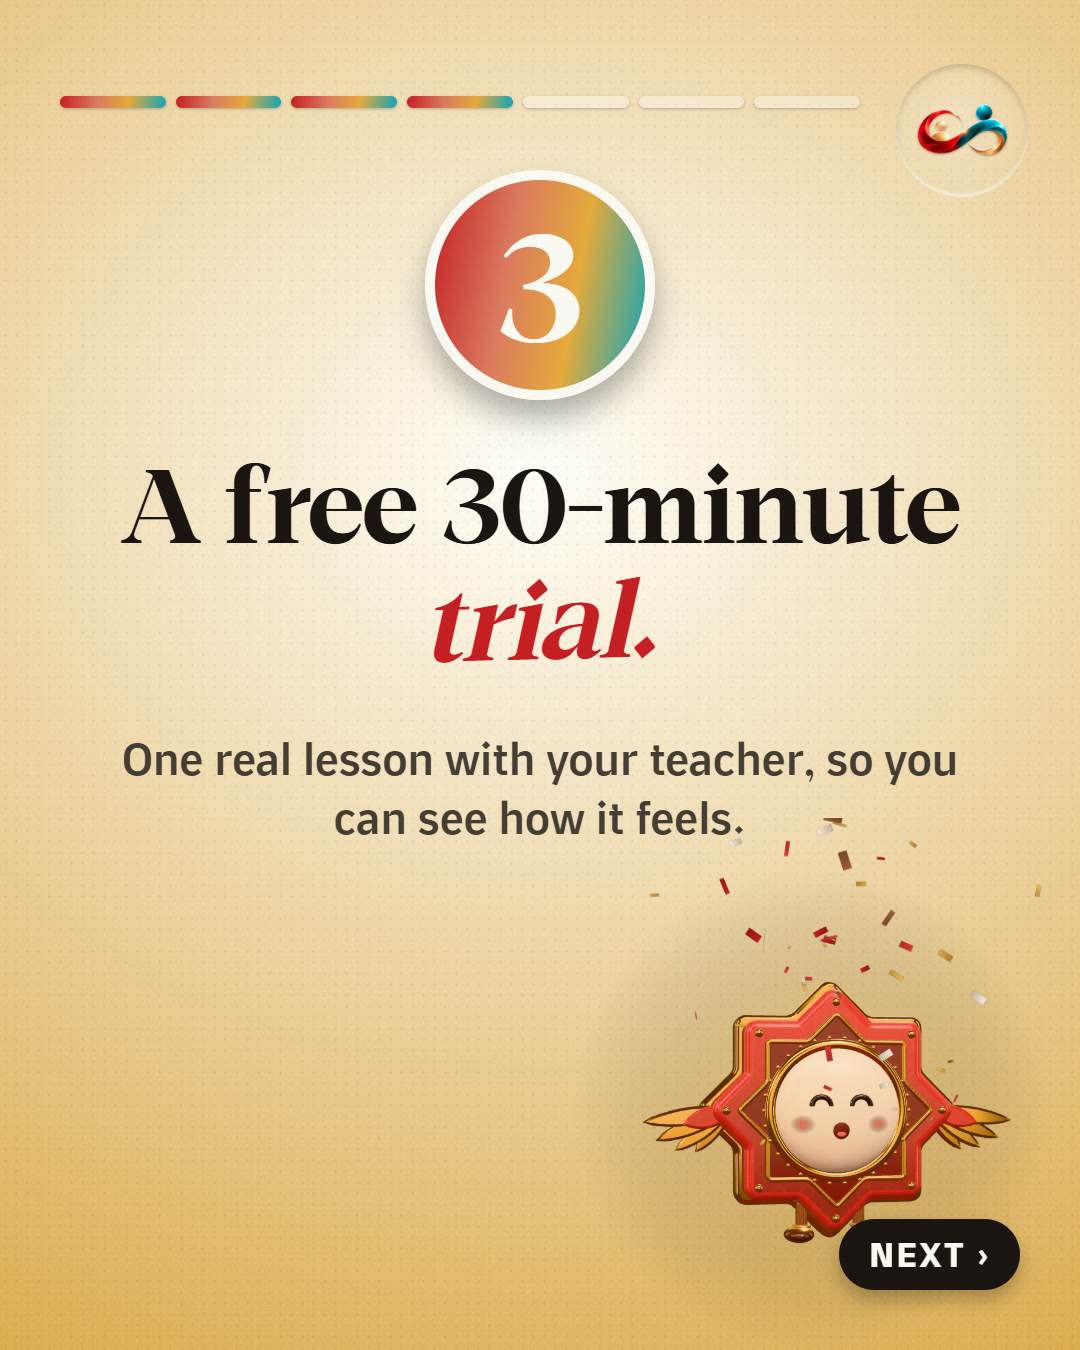 3
A free 30-minute
trial.
One real lesson with your teacher, so you
can see how it feels.
NEXT ›